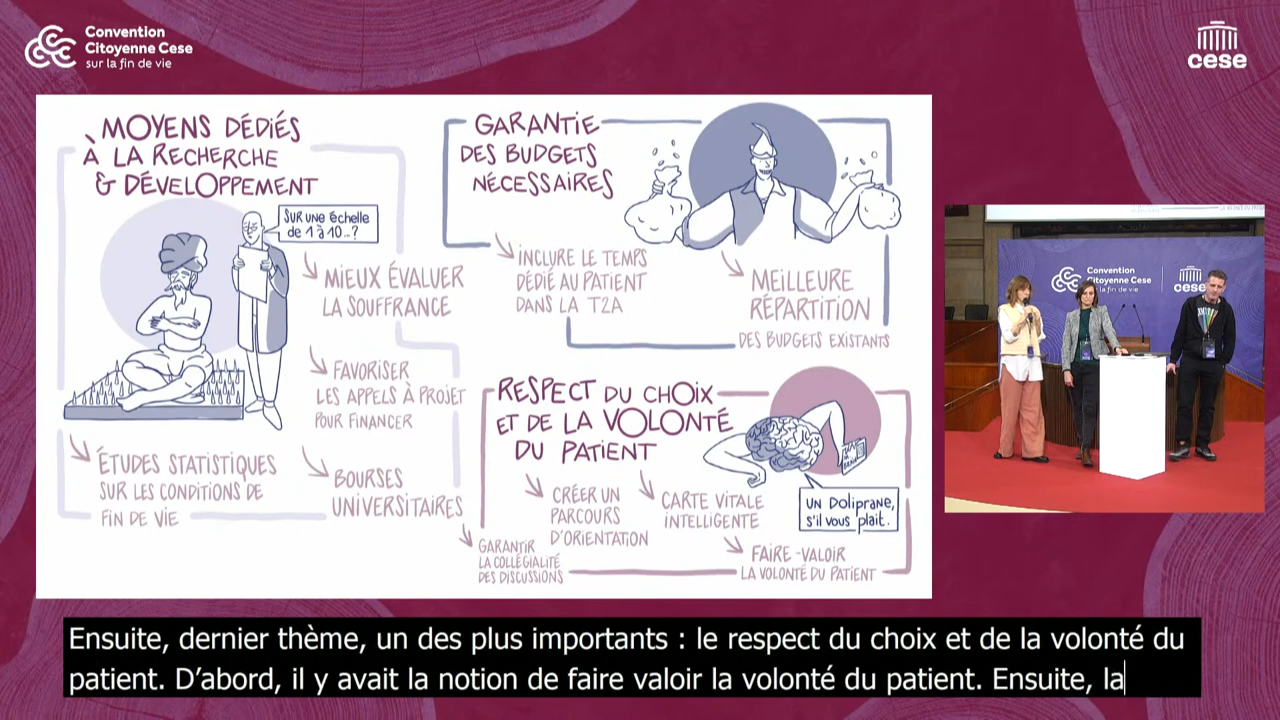 Convention
Citoyenne Cese
sur la fin de vie
cese
MOYENS DÉDIÉS
À LA RECHERCHE
& DÉVELOPPEMENT
SUR UNE échelle
de 1 à 10...?
MIEUX ÉVALUER
LA SOUFFRANCE
FAVORISER
LES APPELS À PROJET
POUR FINANCER
ÉTUDES STATISTIQUES
SUR LES CONDITIONS DE
FIN DE VIE
BOURSES
UNIVERSITAIRES
GARANTIE
DES BUDGETS
NÉCESSAIRES
INCLURE LE TEMPS
DÉDIÉ AU PATIENT
DANS LA T2A
MEILLEURE
RÉPARTITION
DES BUDGETS EXISTANTS
RESPECT DU CHOIX
ET DE LA VOLONTÉ
DU PATIENT
UN DOLIPRANE,
S'IL VOUS PLAIT.
CRÉER UN
PARCOURS
D'ORIENTATION
CARTE VITALE
INTELLIGENTE
GARANTIR
LA COLLÉGIALITÉ
DES DISCUSSIONS
FAIRE-VALOIR
LA VOLONTÉ DU PATIENT
Convention
Citoyenne Cese
sur la fin de vie
cese
Ensuite, dernier thème, un des plus importants : le respect du choix et de la volonté du
patient. D’abord, il y avait la notion de faire valoir la volonté du patient. Ensuite, la